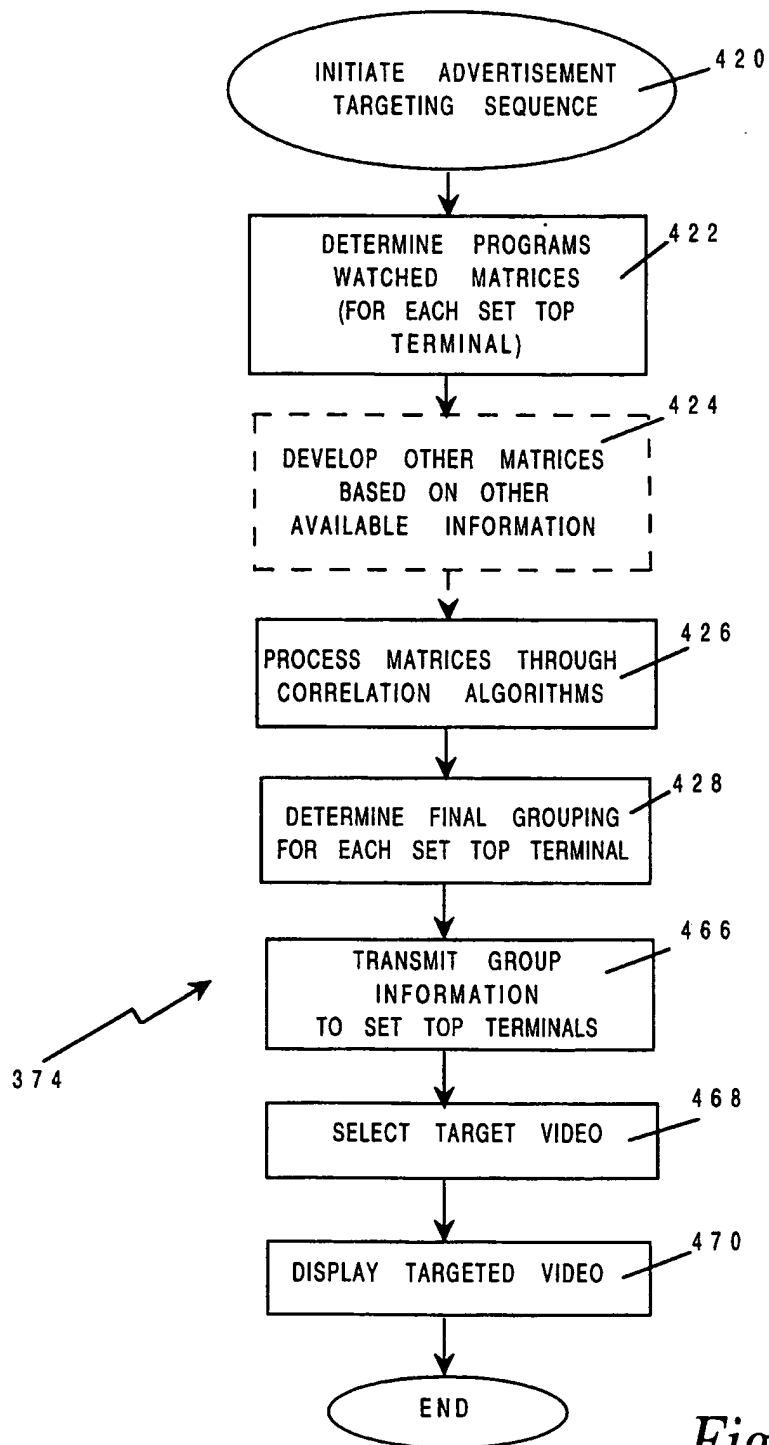 INITIATE ADVERTISEMENT
TARGETING SEQUENCE
420
DETERMINE PROGRAMS
WATCHED MATRICES
(FOR EACH SET TOP
TERMINAL)
422
424
DEVELOP OTHER MATRICES
BASED ON OTHER
AVAILABLE INFORMATION
426
PROCESS MATRICES THROUGH
CORRELATION ALGORITHMS
428
DETERMINE FINAL GROUPING
FOR EACH SET TOP TERMINAL
466
TRANSMIT GROUP
INFORMATION
TO SET TOP TERMINALS
374
468
SELECT TARGET VIDEO
470
DISPLAY TARGETED VIDEO
END
Fig